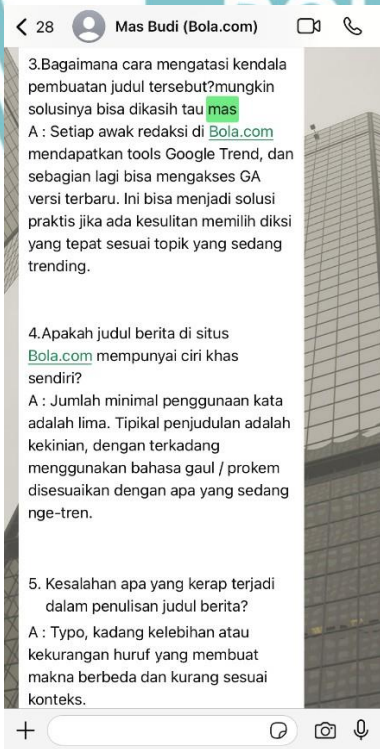 28 Mas Budi (Bola.com)
3.Bagaimana cara mengatasi kendala
pembuatan judul tersebut?mungkin
solusinya bisa dikasih tau mas
A : Setiap awak redaksi di Bola.com
mendapatkan tools Google Trend, dan
sebagian lagi bisa mengakses GA
versi terbaru. Ini bisa menjadi solusi
praktis jika ada kesulitan memilih diksi
yang tepat sesuai topik yang sedang
trending.
4.Apakah judul berita di situs
Bola.com mempunyai ciri khas
sendiri?
A : Jumlah minimal penggunaan kata
adalah lima. Tipikal penjudulan adalah
kekinian, dengan terkadang
menggunakan bahasa gaul / prokem
disesuaikan dengan apa yang sedang
nge-tren.
5. Kesalahan apa yang kerap terjadi
dalam penulisan judul berita?
A : Typo, kadang kelebihan atau
kekurangan huruf yang membuat
makna berbeda dan kurang sesuai
konteks.